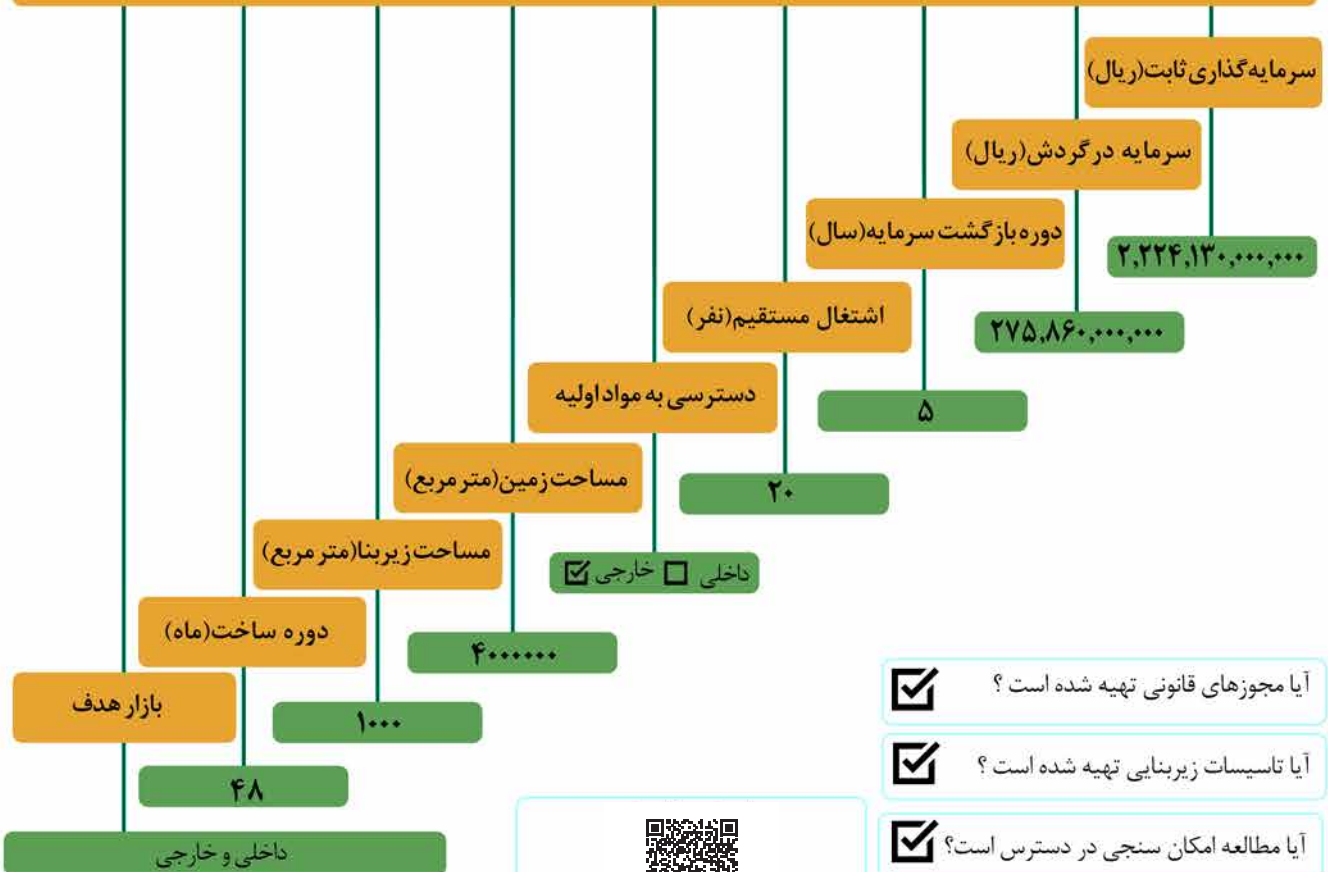 سرمایه‌گذاری ثابت(ریال)
۲,۲۲۴,۱۳۰,۰۰۰,۰۰۰
سرمایه در گردش(ریال)
۲۷۵,۸۶۰,۰۰۰,۰۰۰
دوره بازگشت سرمایه(سال)
۵
اشتغال مستقیم(نفر)
۲۰
دسترسی به مواد اولیه
داخلی ☐ خارجی ☑
مساحت زمین(متر مربع)
۴۰۰۰۰۰۰
مساحت زیربنا(متر مربع)
۱۰۰۰
دوره ساخت(ماه)
۴۸
بازار هدف
داخلی و خارجی
آیا مجوزهای قانونی تهیه شده است ؟ ☑
آیا تاسیسات زیربنایی تهیه شده است ؟ ☑
آیا مطالعه امکان سنجی در دسترس است؟ ☑